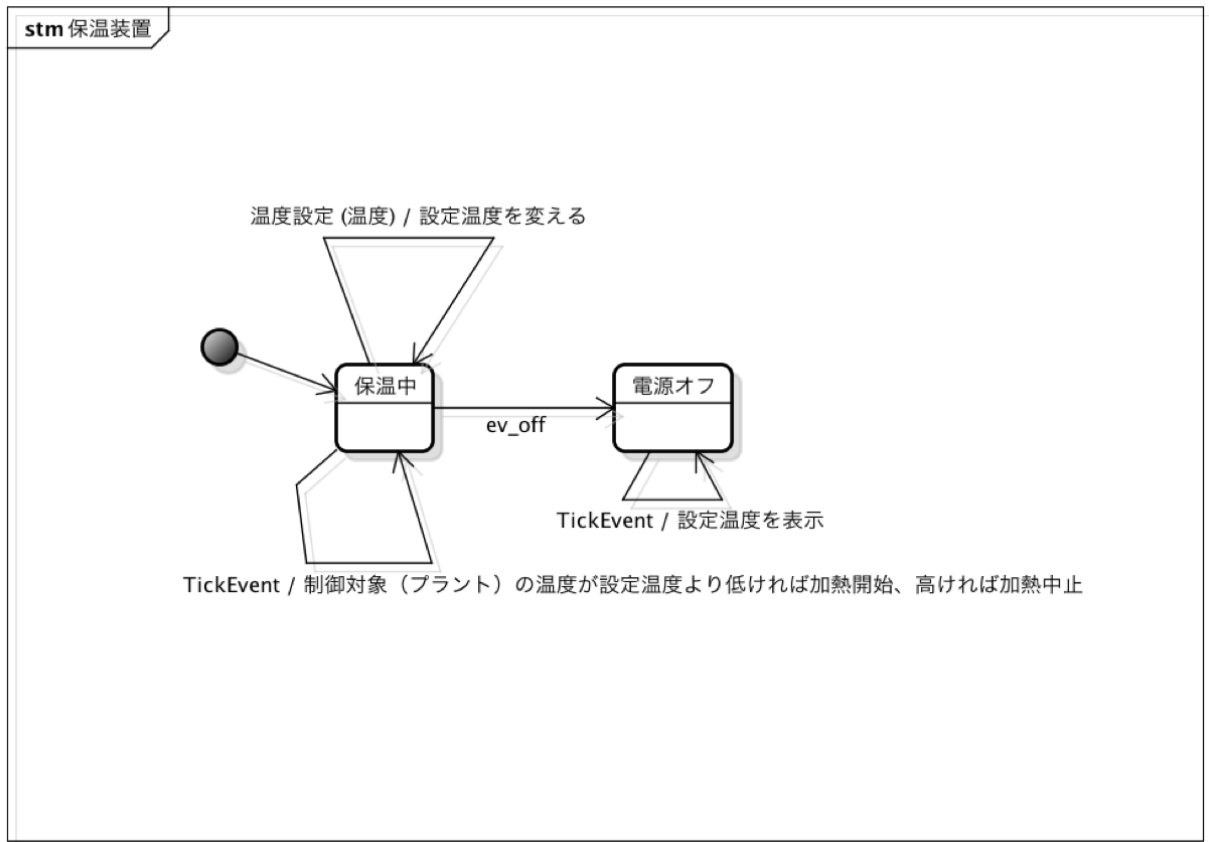 stm 保温装置
温度設定 (温度) / 設定温度を変える
保温中
電源オフ
ev_off
TickEvent / 設定温度を表示
TickEvent / 制御対象（プラント）の温度が設定温度より低ければ加熱開始、高ければ加熱中止